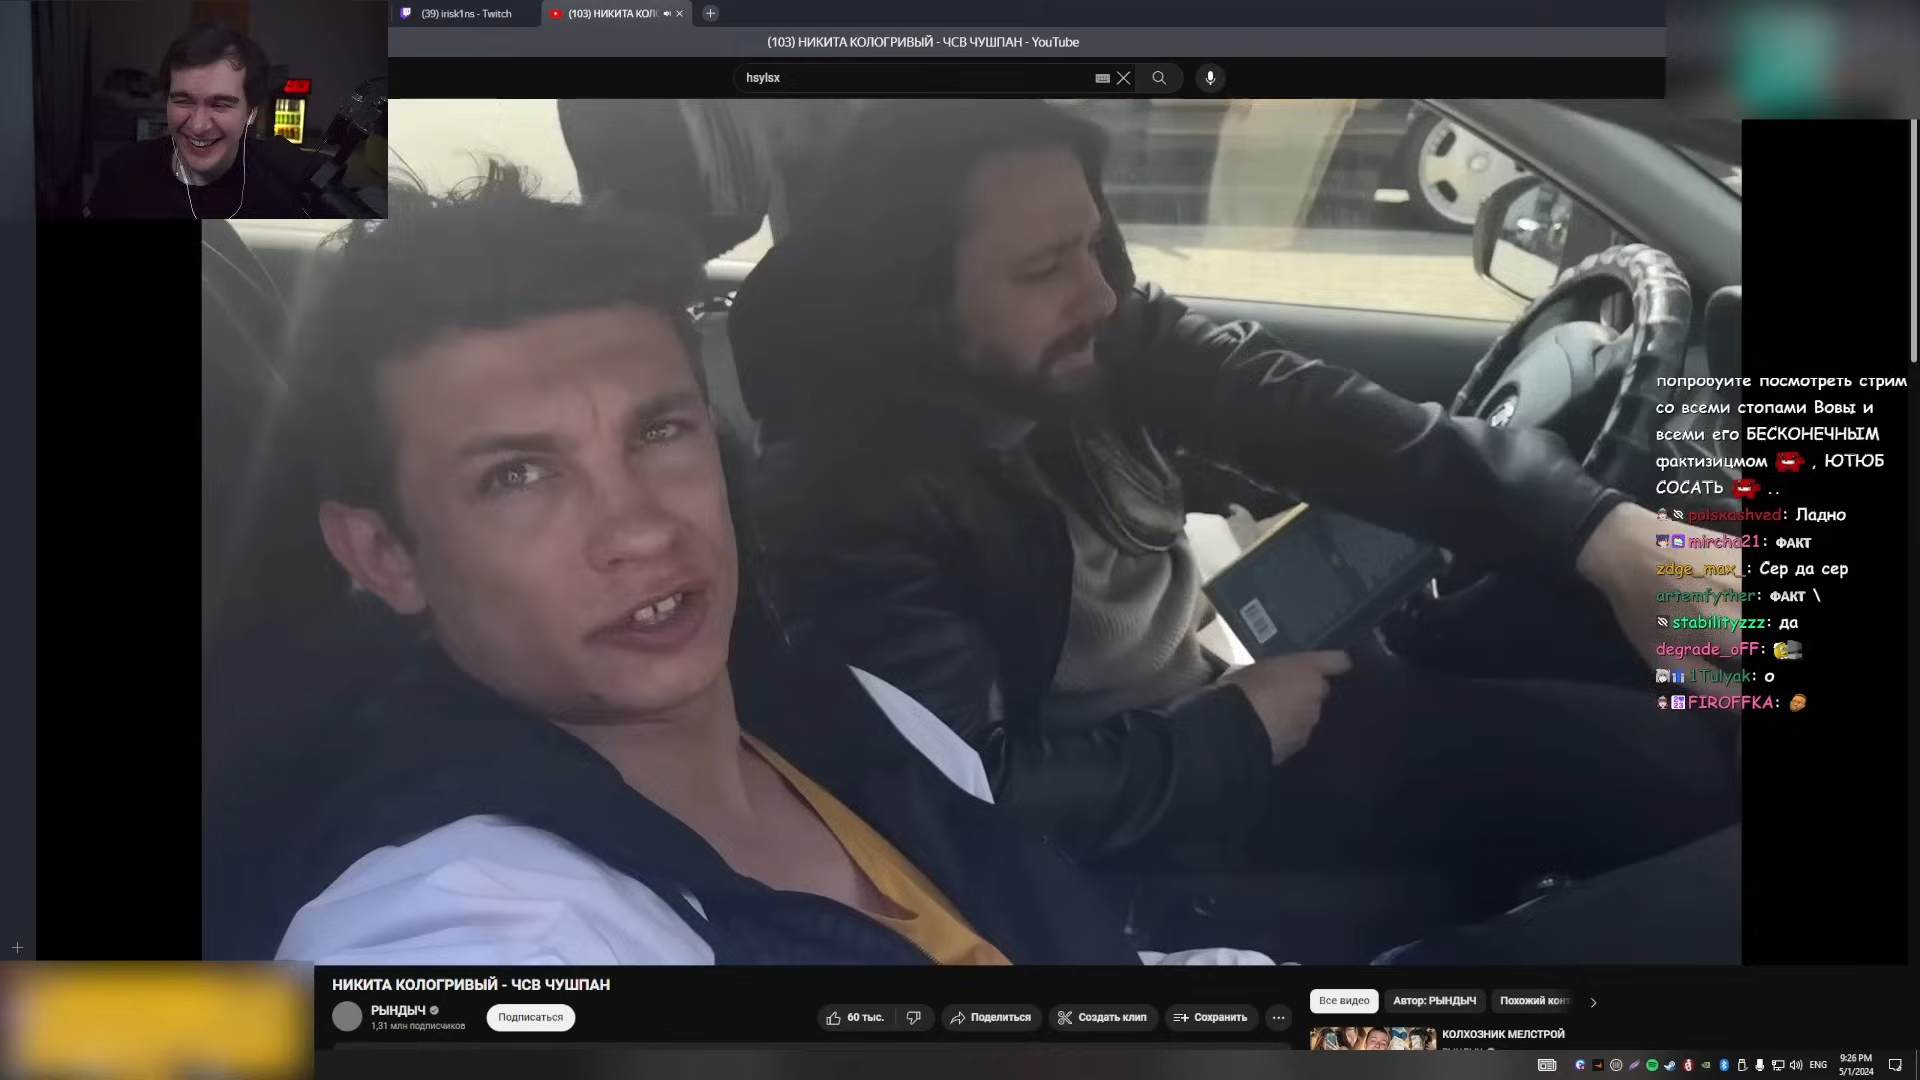 (39) irisk1ns - Twitch
(103) НИКИТА КОЛО
(103) НИКИТА КОЛОГРИВЫЙ - ЧСВ ЧУШПАН - YouTube
hsylsx
попробуйте посмотреть стрим
со всеми стопами Вовы и
всеми его БЕСКОНЕЧНЫМ
фактизицмом , ЮТЮБ
СОСАТЬ ..
polskashved: Ладно
mircha21: ФАКТ
zdge_max_: Сер да сер
artemfyther: ФАКТ \
stabilityzzz: да
degrade_oFF:
1Tulyak: о
FIROFFKA:
НИКИТА КОЛОГРИВЫЙ - ЧСВ ЧУШПАН
РЫНДЫЧ
1,31 млн подписчиков
Подписаться
60 тыс.
Поделиться
Создать клип
Сохранить
Все видео
Автор: РЫНДЫЧ
Похожий конт
КОЛХОЗНИК МЕЛСТРОЙ
ENG
9:26 PM
5/1/2024